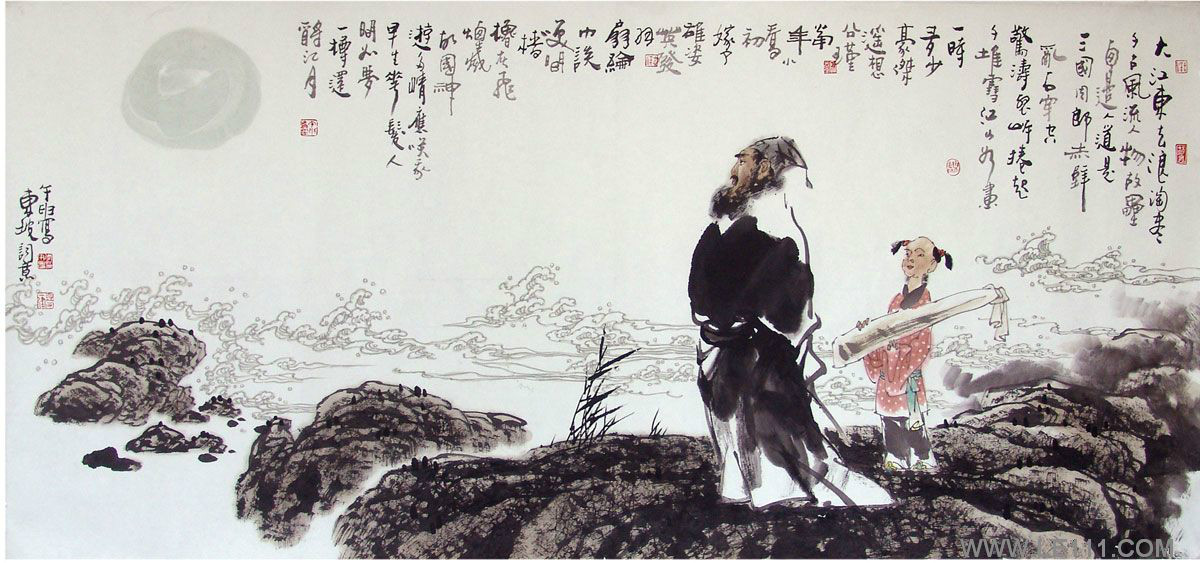 大江東去浪淘盡
千古風流人物故壘
西邊人道是
三國周郎赤壁
亂石穿空
驚濤裂岸捲起
千堆雪江山如畫
一時
多少
豪傑
遙想
公瑾
當
年小
喬
初
嫁了
雄姿
英發
羽
扇綸
巾談
笑間
檣
櫓灰飛
煙滅
故國神
遊多情應笑我
早生華髮人
間如夢
一樽還
酹江月
寫
東坡詞意
WWW.LE111.COM